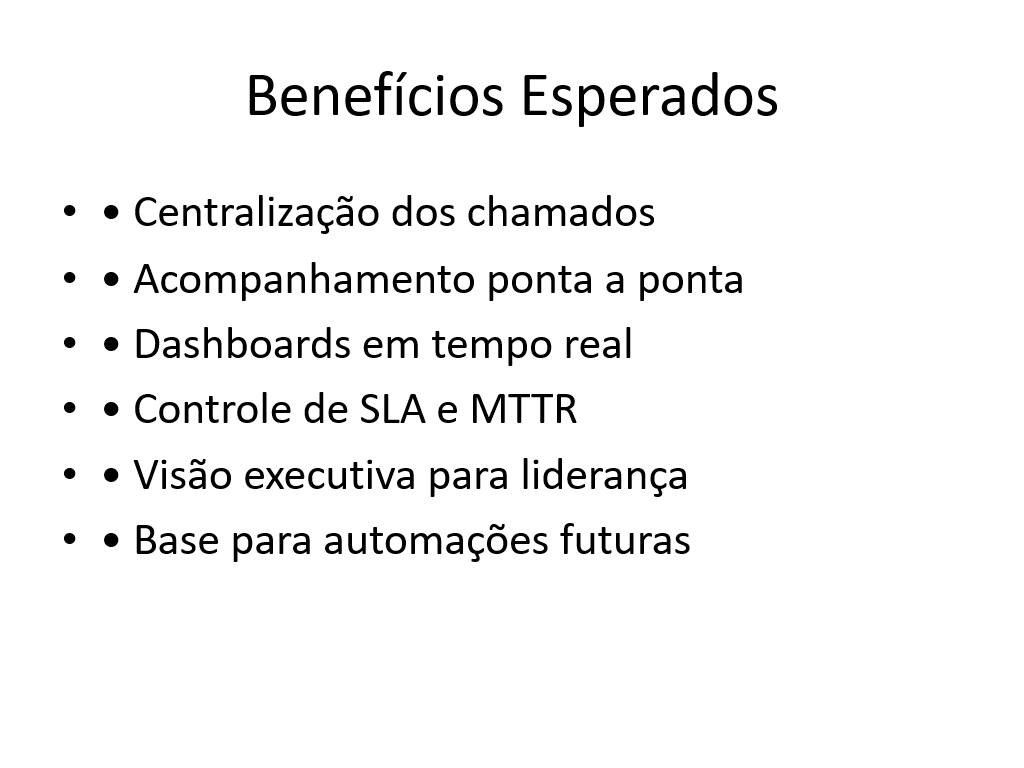 Benefícios Esperados
• • Centralização dos chamados
• • Acompanhamento ponta a ponta
• • Dashboards em tempo real
• • Controle de SLA e MTTR
• • Visão executiva para liderança
• • Base para automações futuras